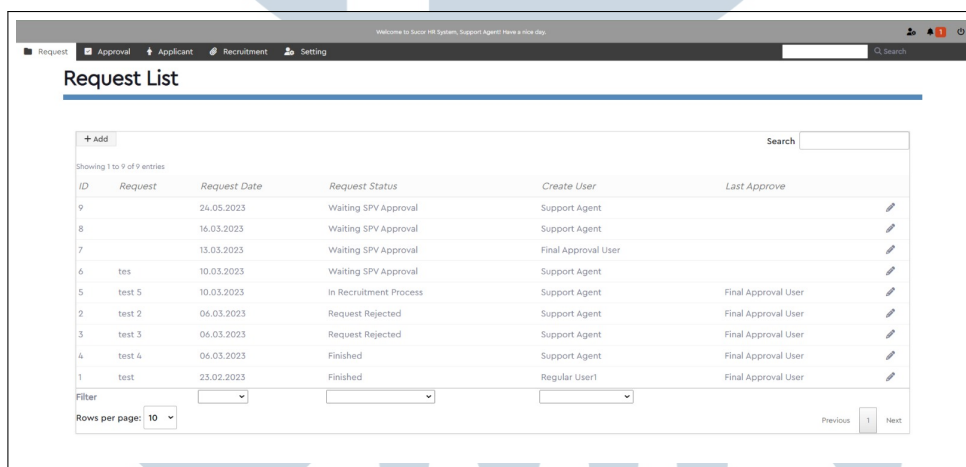 Welcome to Sucor HR System, Support Agent! Have a nice day.
1
Request Approval Applicant Recruitment Setting Search
Request List
+ Add Search
Showing 1 to 9 of 9 entries
ID Request Request Date Request Status Create User Last Approve
9 24.05.2023 Waiting SPV Approval Support Agent
8 16.03.2023 Waiting SPV Approval Support Agent
7 13.03.2023 Waiting SPV Approval Final Approval User
6 tes 10.03.2023 Waiting SPV Approval Support Agent
5 test 5 10.03.2023 In Recruitment Process Support Agent Final Approval User
2 test 2 06.03.2023 Request Rejected Support Agent Final Approval User
3 test 3 06.03.2023 Request Rejected Support Agent Final Approval User
4 test 4 06.03.2023 Finished Support Agent Final Approval User
1 test 23.02.2023 Finished Regular User1 Final Approval User
Filter
Rows per page: 10
Previous 1 Next